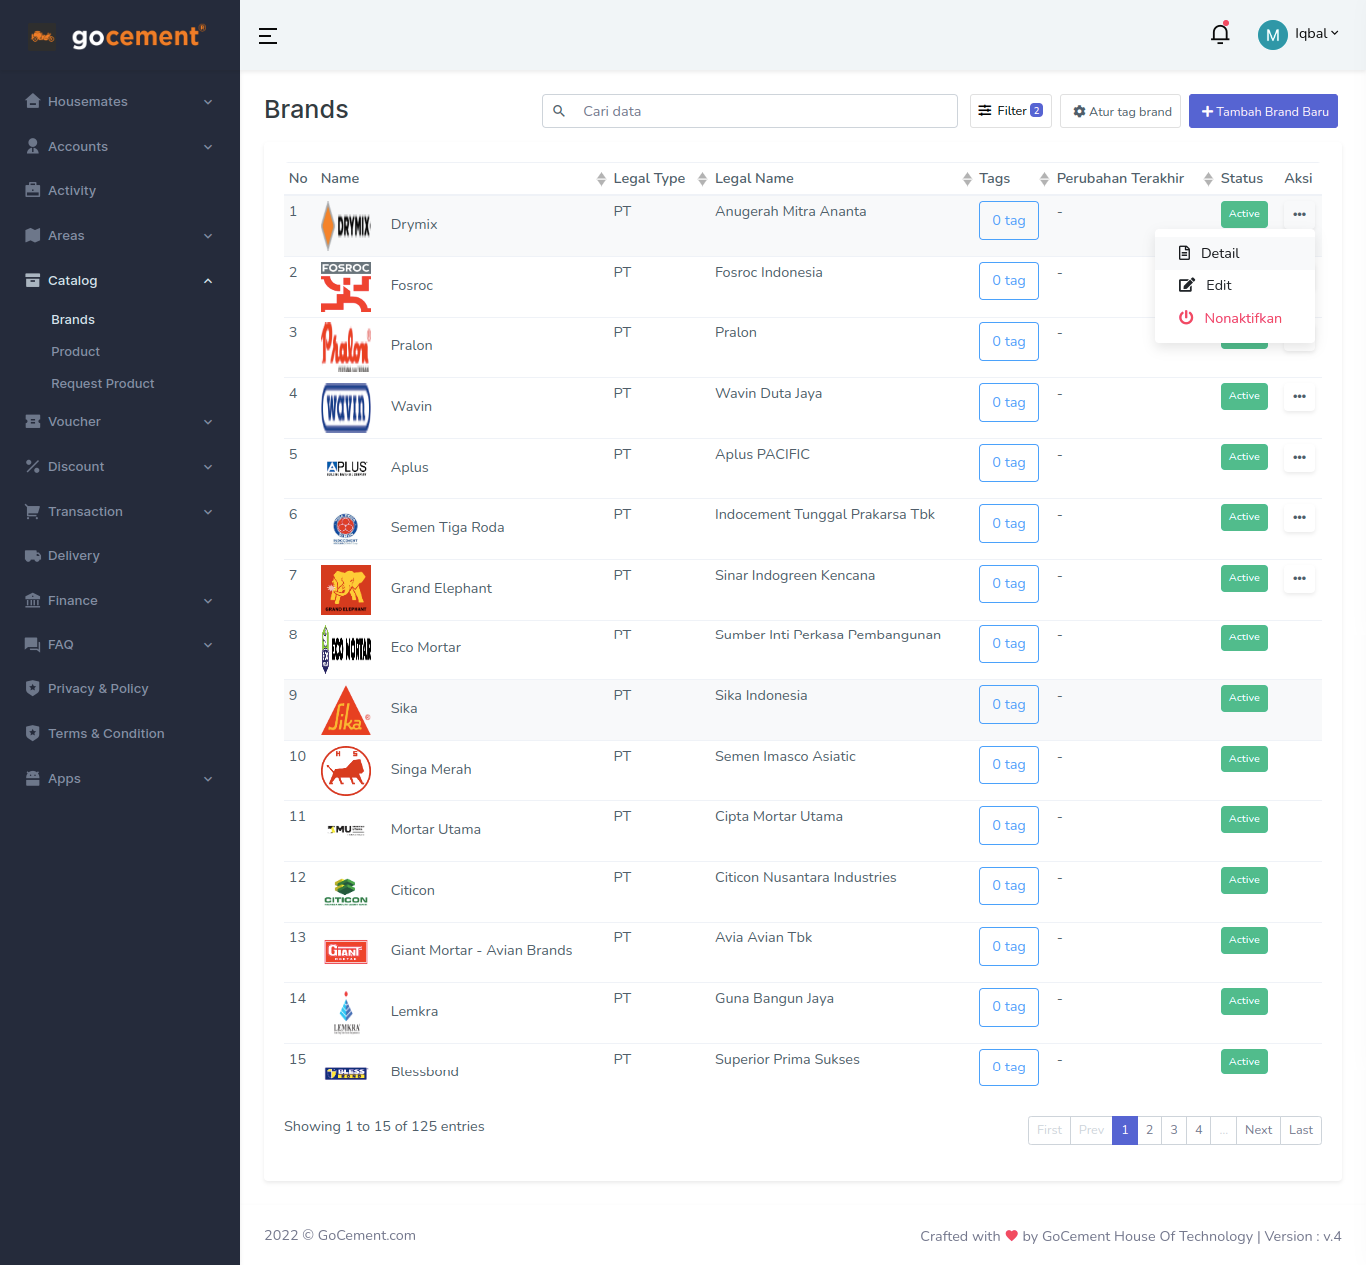 gocement®
Housemates
Accounts
Activity
Areas
Catalog
Brands
Product
Request Product
Voucher
Discount
Transaction
Delivery
Finance
FAQ
Privacy & Policy
Terms & Condition
Apps
M Iqbal
Brands
Cari data
Filter 2
Atur tag brand
+ Tambah Brand Baru
No Name Legal Type Legal Name Tags Perubahan Terakhir Status Aksi
1 DRYMIX Drymix PT Anugerah Mitra Ananta 0 tag - Active •••
Detail
Edit
Nonaktifkan
2 FOSROC Fosroc PT Fosroc Indonesia 0 tag -
3 Pralon Pralon PT Pralon 0 tag -
4 wavin Wavin PT Wavin Duta Jaya 0 tag - Active •••
5 APLUS Aplus PT Aplus PACIFIC 0 tag - Active •••
6 Semen Tiga Roda PT Indocement Tunggal Prakarsa Tbk 0 tag - Active •••
7 GRAND ELEPHANT Grand Elephant PT Sinar Indogreen Kencana 0 tag - Active •••
8 ECO MORTAR Eco Mortar PT Sumber Inti Perkasa Pembangunan 0 tag - Active
9 Sika® Sika PT Sika Indonesia 0 tag - Active
10 H S Singa Merah PT Semen Imasco Asiatic 0 tag - Active
11 MU Mortar Utama PT Cipta Mortar Utama 0 tag - Active
12 CITICON Citicon PT Citicon Nusantara Industries 0 tag - Active
13 GIANT MORTAR Giant Mortar - Avian Brands PT Avia Avian Tbk 0 tag - Active
14 LEMKRA Lemkra PT Guna Bangun Jaya 0 tag - Active
15 BLESS BOND Blessbond PT Superior Prima Sukses 0 tag - Active
Showing 1 to 15 of 125 entries
First Prev 1 2 3 4 ... Next Last
2022 © GoCement.com
Crafted with ❤ by GoCement House Of Technology | Version : v.4